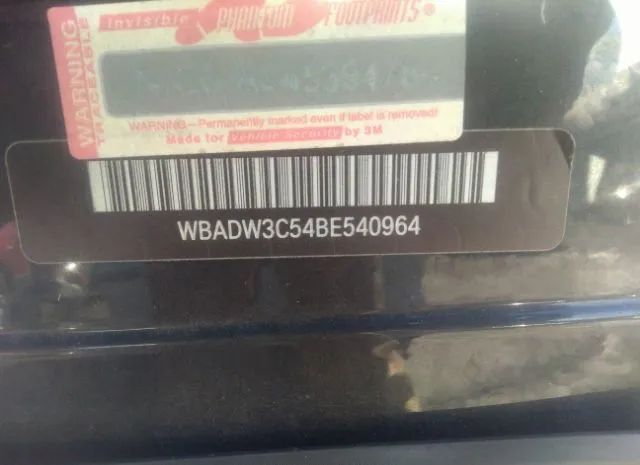 Invisible PHANTOM FOOTPRINTS®
WARNING
TRACEABLE
WARNING—Permanently marked even if label is removed!
Made for Vehicle Security by 3M
WBADW3C54BE540964